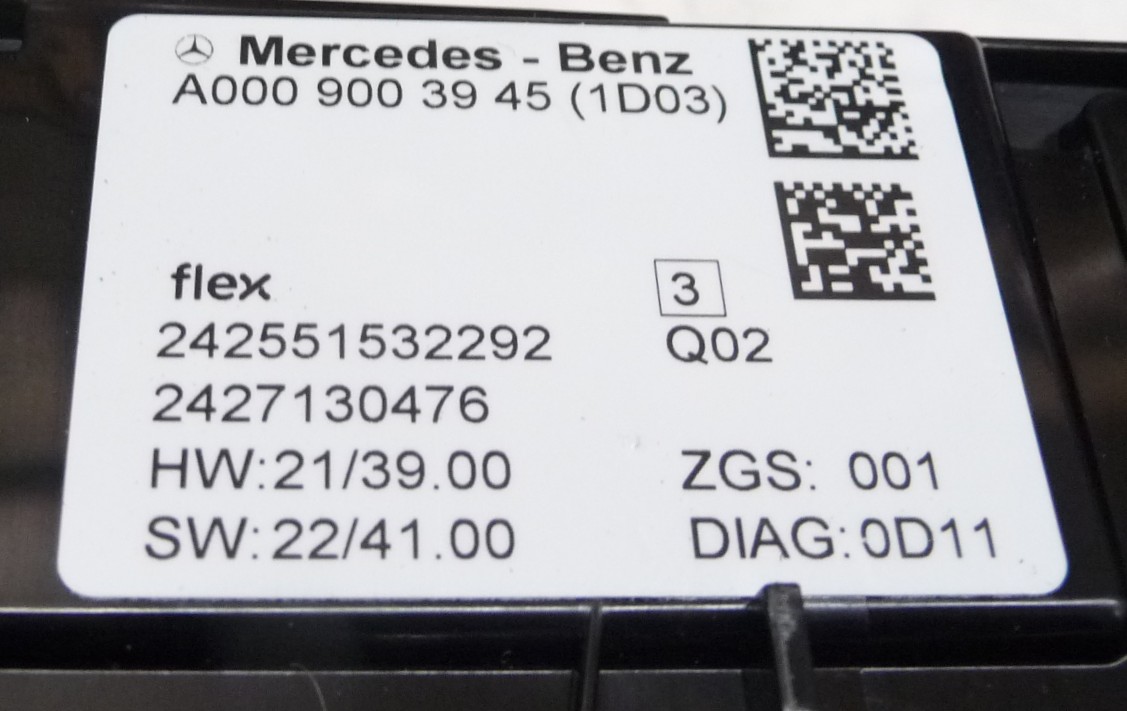 Mercedes - Benz
A000 900 39 45 (1D03)
flex
3
242551532292 Q02
2427130476
HW:21/39.00 ZGS: 001
SW:22/41.00 DIAG:0D11